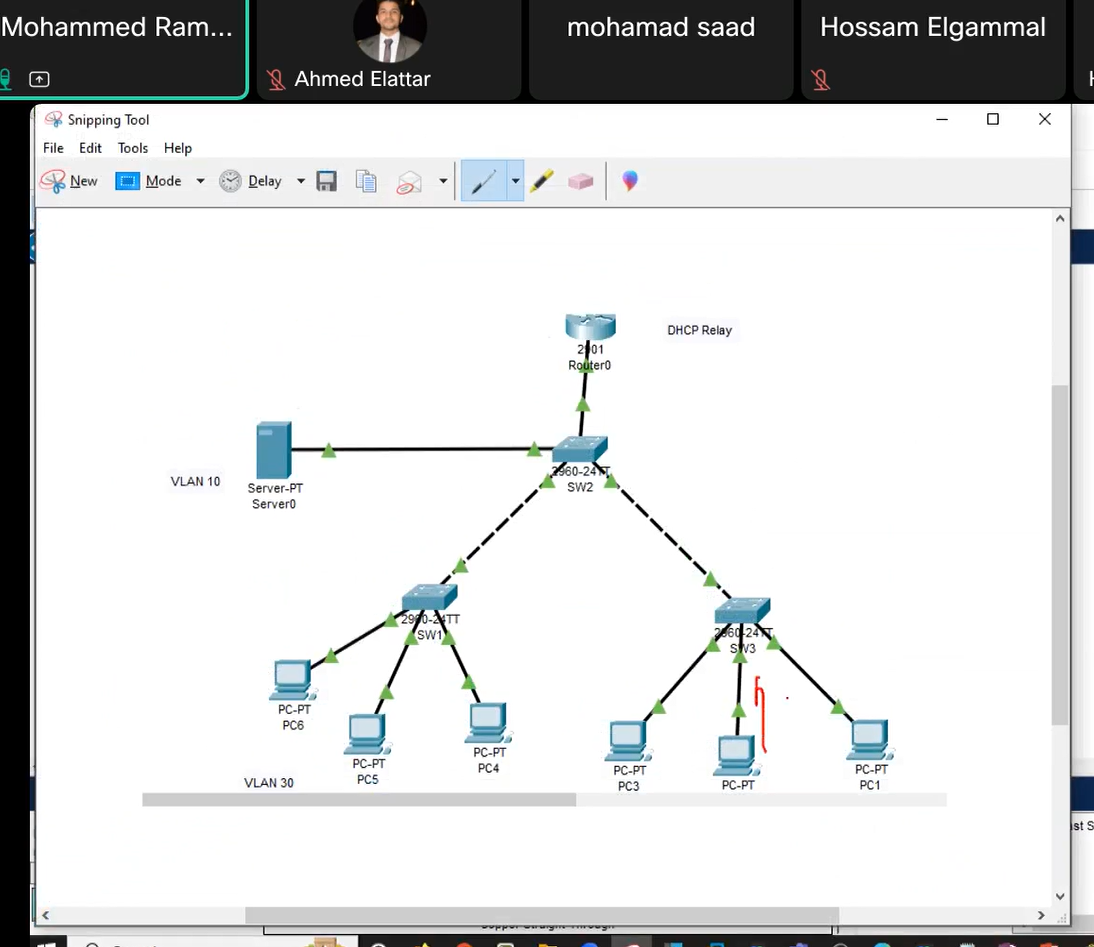 Mohammed Ram...
Ahmed Elattar
mohamad saad
Hossam Elgammal
Snipping Tool
File Edit Tools Help
New Mode Delay
DHCP Relay
2901
Router0
VLAN 10
Server-PT
Server0
2960-24TT
SW2
2960-24TT
SW1
2960-24TT
SW3
PC-PT
PC6
PC-PT
PC5
PC-PT
PC4
PC-PT
PC3
PC-PT
PC-PT
PC1
VLAN 30